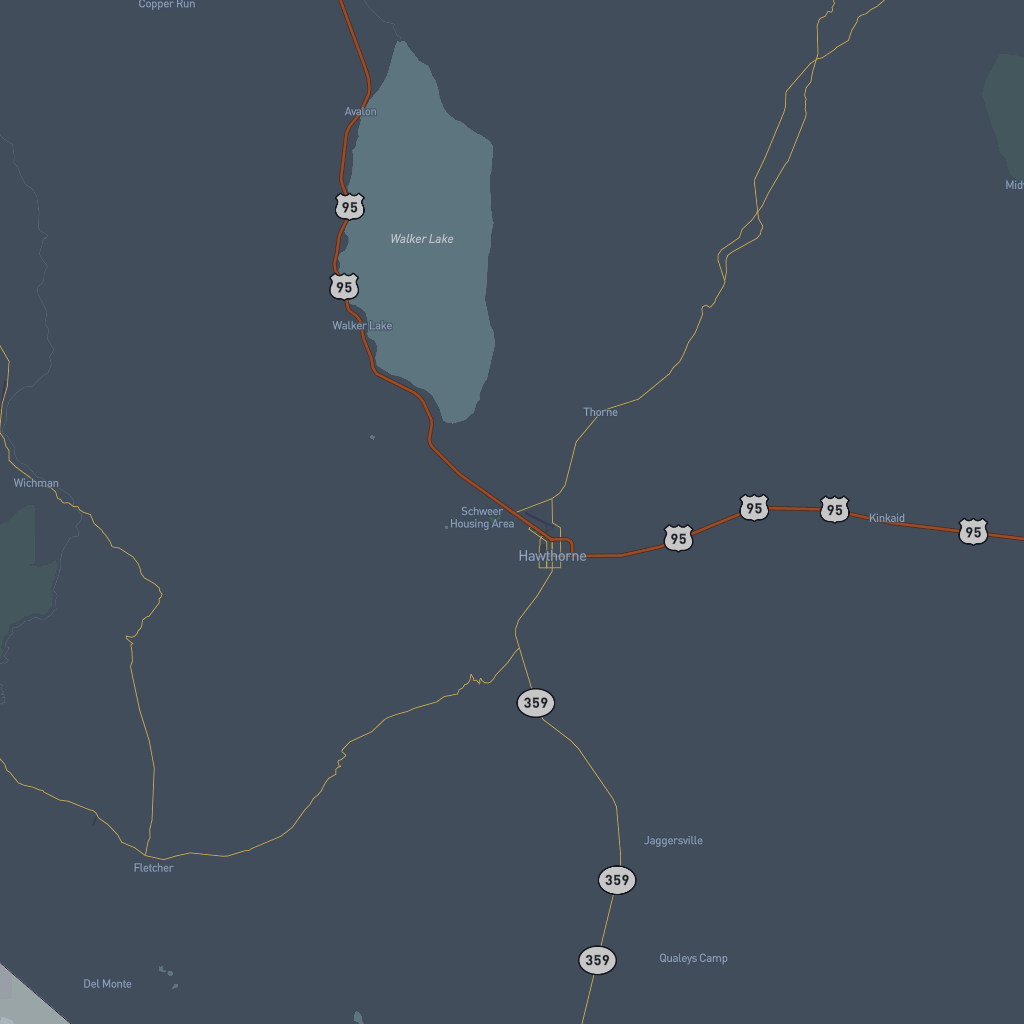 Copper Run
Avalon
Midv
95
Walker Lake
95
Walker Lake
Thorne
Wichman
Schweer
Housing Area
95
95
95
95
Kinkaid
Hawthorne
359
Jaggersville
Fletcher
359
Qualeys Camp
359
Del Monte